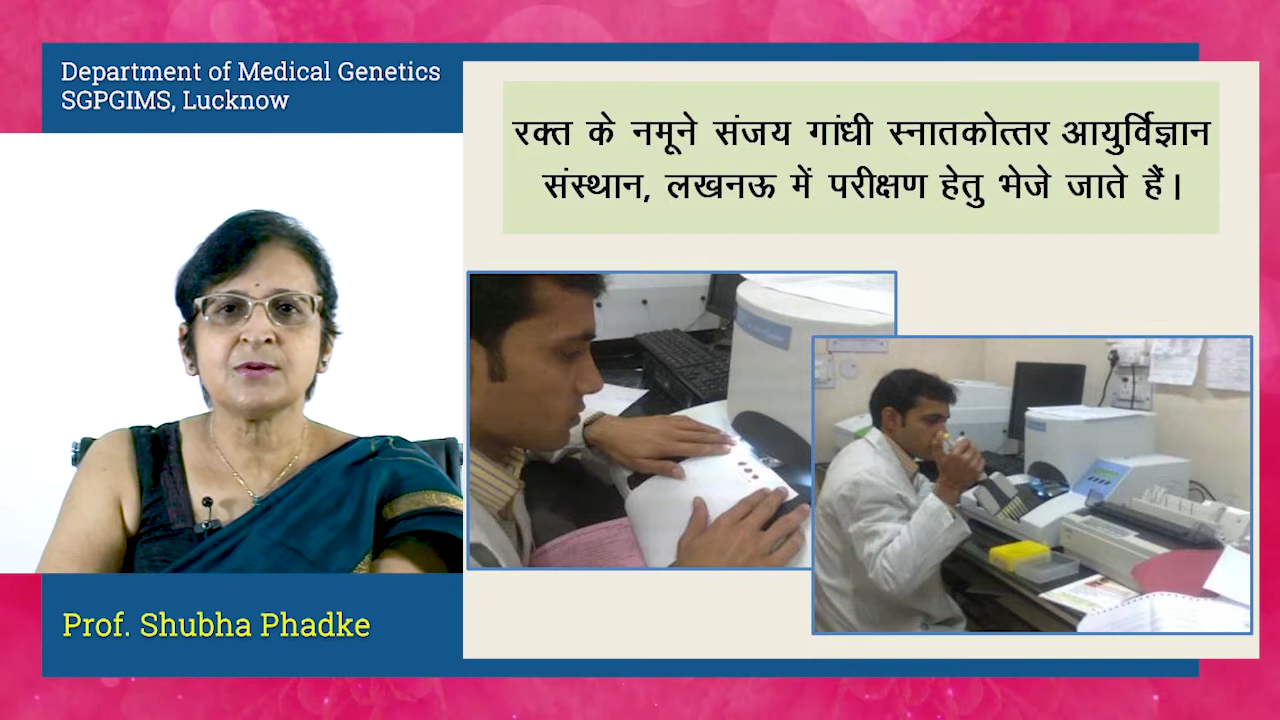 Department of Medical Genetics
SGPGIMS, Lucknow
रक्त के नमूने संजय गांधी स्नातकोत्तर आयुर्विज्ञान
संस्थान, लखनऊ में परीक्षण हेतु भेजे जाते हैं।
Prof. Shubha Phadke